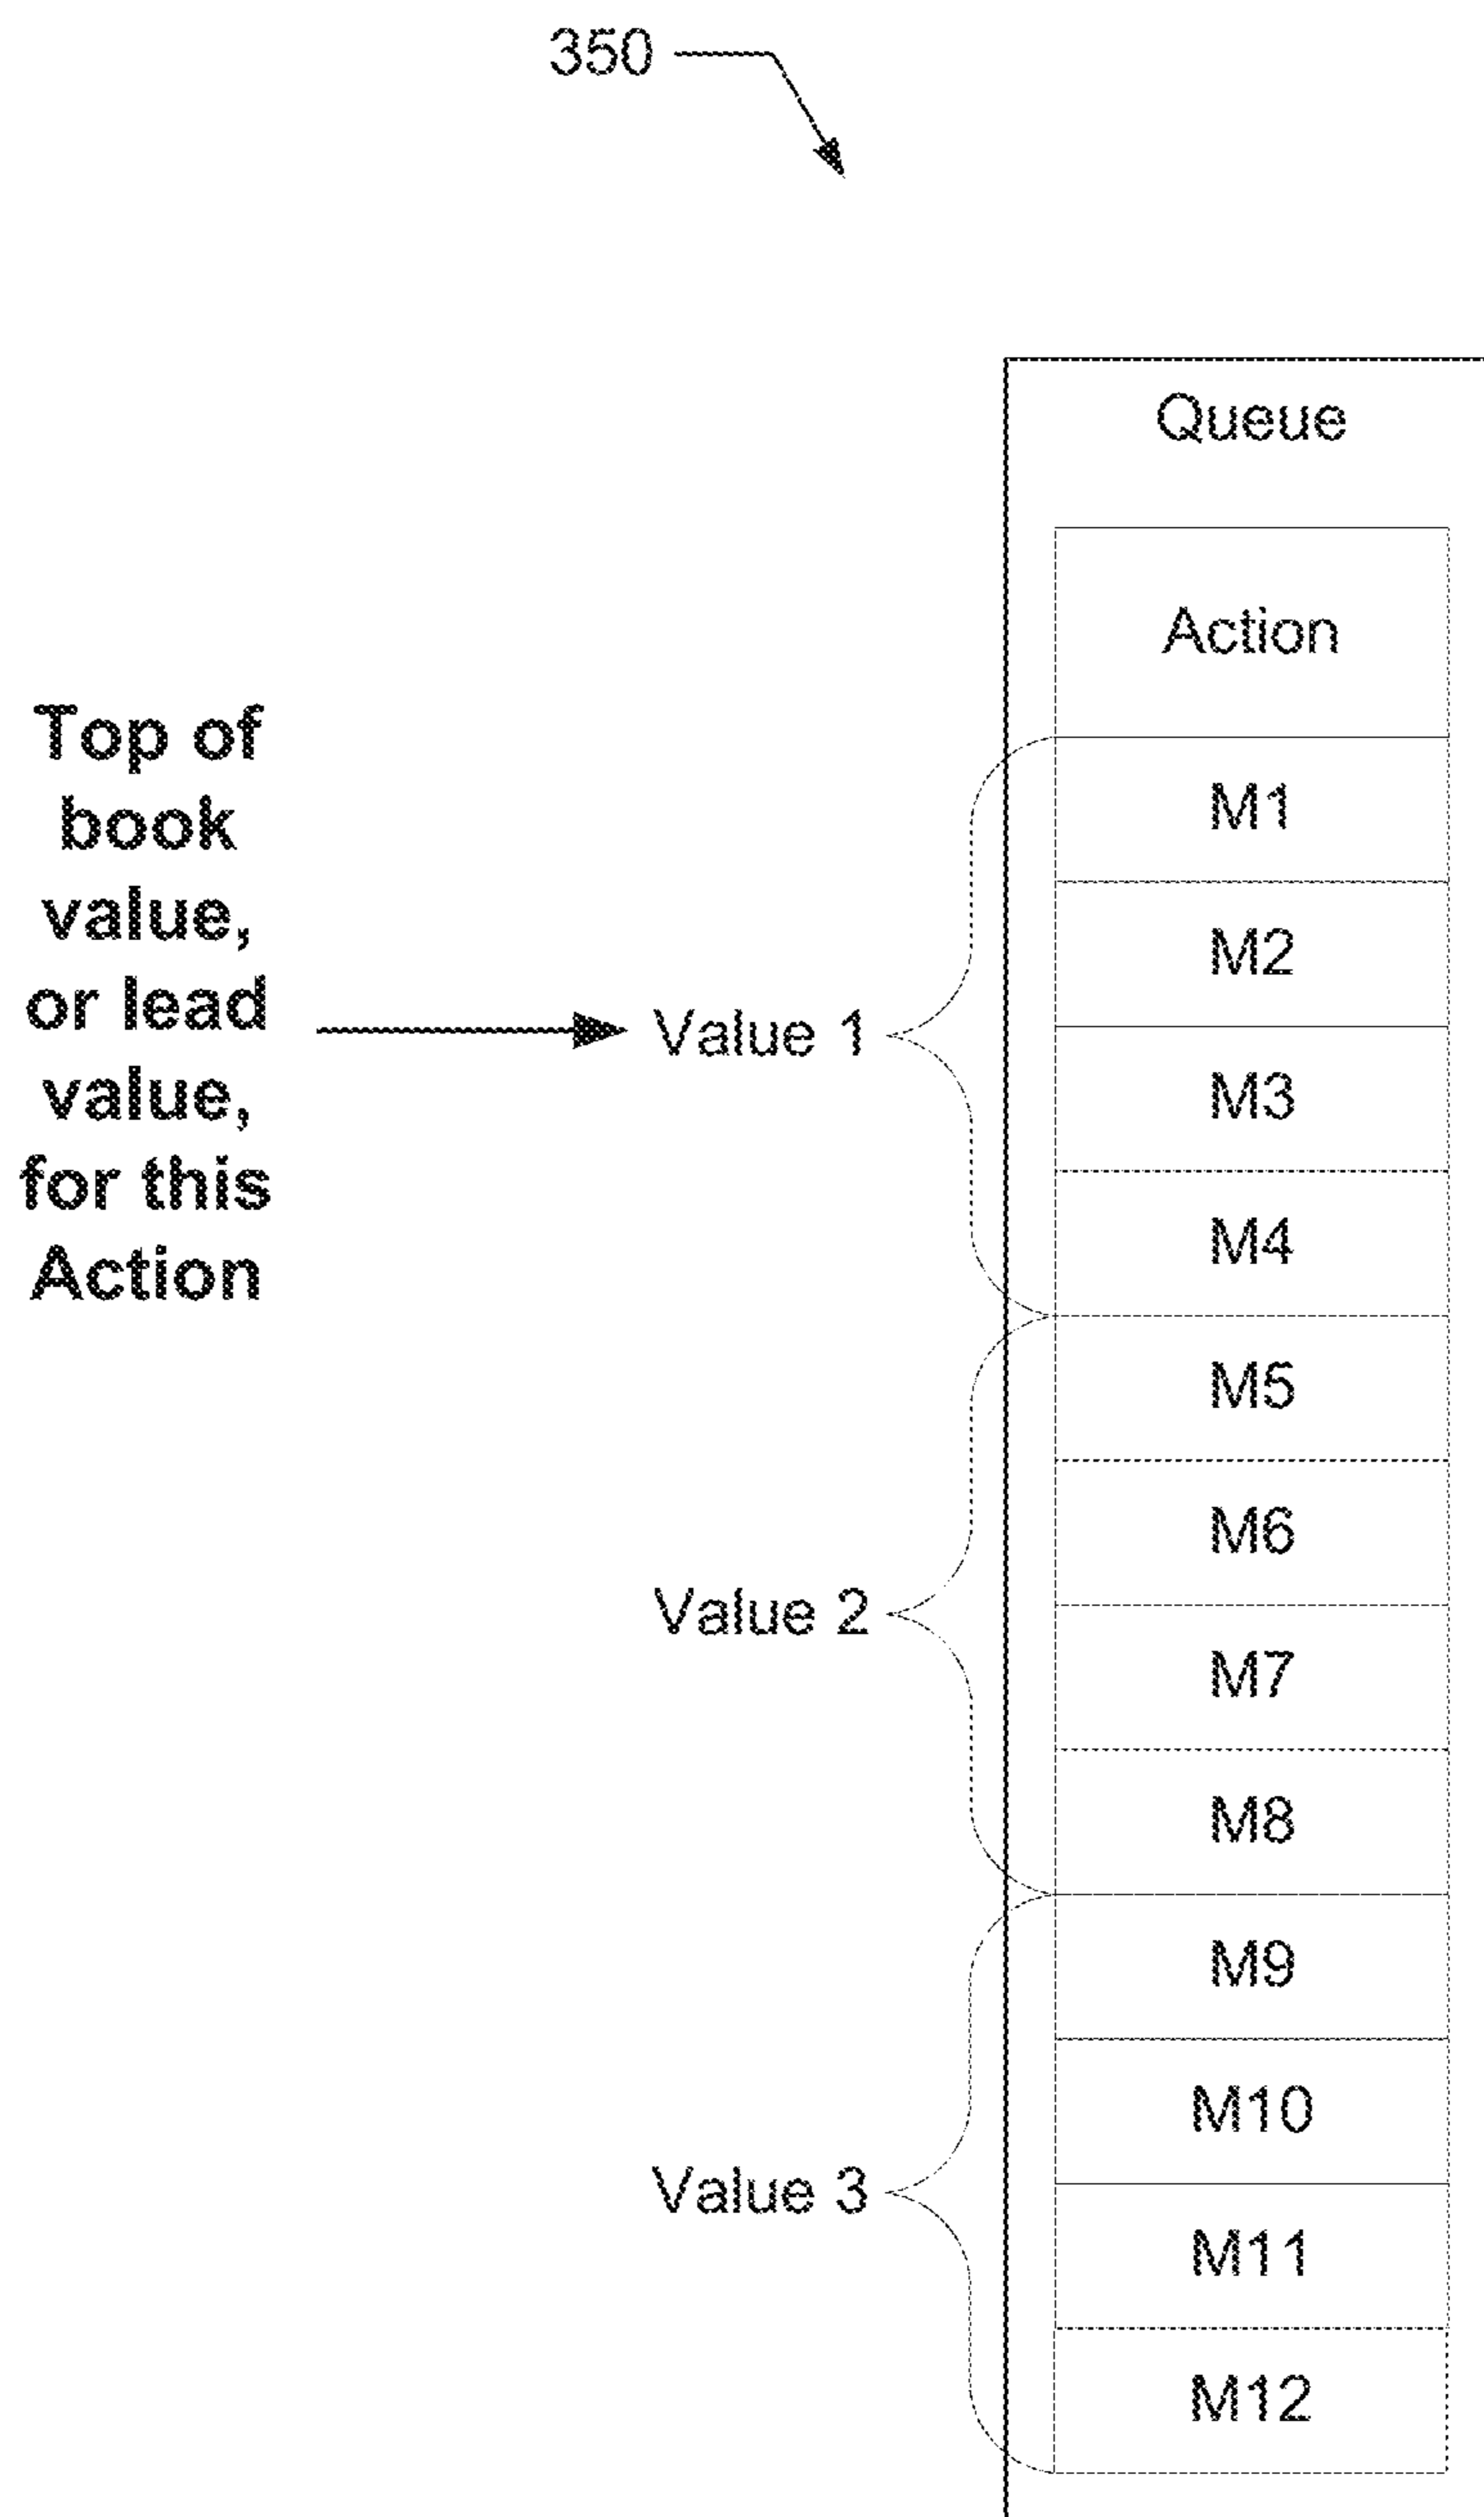 350
Queue
Action
Top of
book
value,
or lead
value,
for this
Action
Value 1
M1
M2
M3
M4
Value 2
M5
M6
M7
M8
Value 3
M9
M10
M11
M12